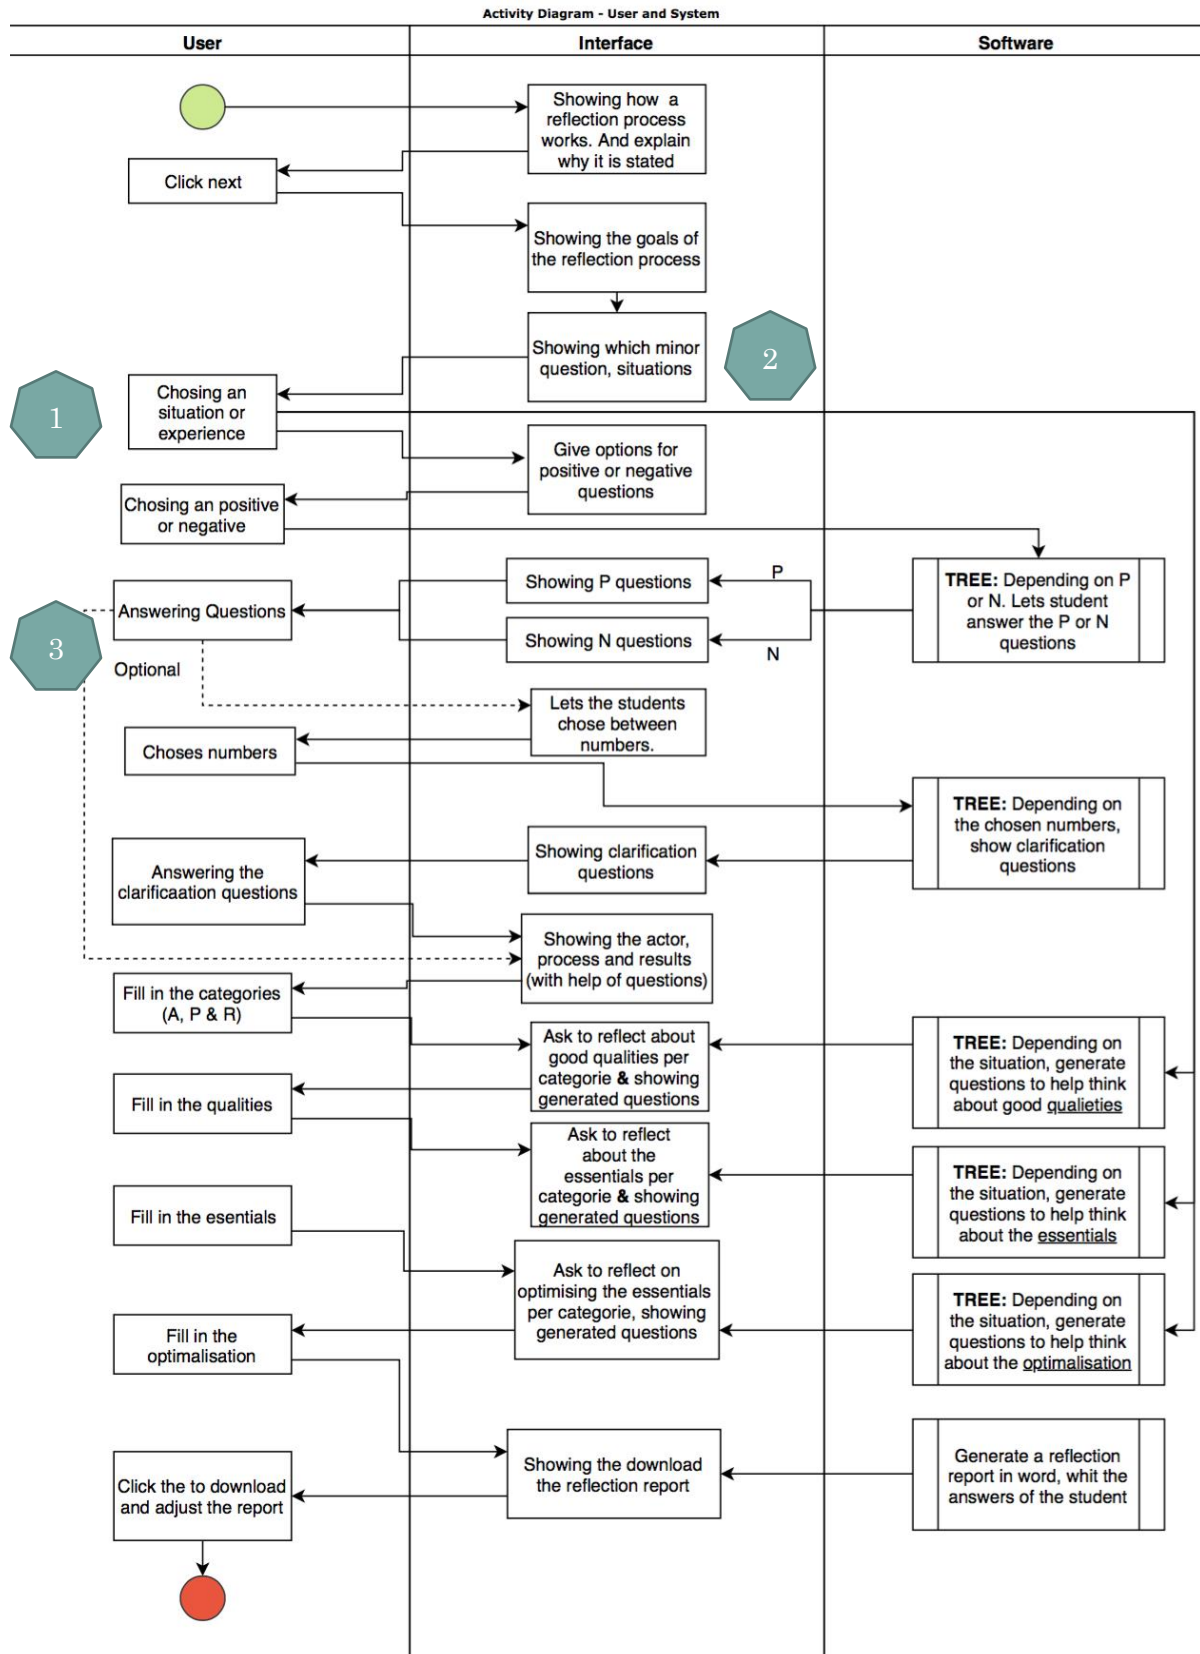 Activity Diagram - User and System
User
Interface
Software
Showing how a
reflection process
works. And explain
why it is stated
Click next
Showing the goals of
the reflection process
Showing which minor
question, situations
2
1
Chosing an
situation or
experience
Give options for
positive or negative
questions
Chosing an positive
or negative
Showing P questions
P
TREE: Depending on P
or N. Lets student
answer the P or N
questions
Answering Questions
Showing N questions
N
3
Optional
Lets the students
chose between
numbers.
Choses numbers
TREE: Depending on
the chosen numbers,
show clarification
questions
Showing clarification
questions
Answering the
clarificaation questions
Showing the actor,
process and results
(with help of questions)
Fill in the categories
(A, P & R)
Ask to reflect about
good qualities per
categorie & showing
generated questions
TREE: Depending on
the situation, generate
questions to help think
about good qualieties
Fill in the qualities
Ask to reflect
about the
essentials per
categorie & showing
generated questions
TREE: Depending on
the situation, generate
questions to help think
about the essentials
Fill in the esentials
Ask to reflect on
optimising the essentials
per categorie, showing
generated questions
TREE: Depending on
the situation, generate
questions to help think
about the optimalisation
Fill in the
optimalisation
Showing the download
the reflection report
Generate a reflection
report in word, whit the
answers of the student
Click the to download
and adjust the report